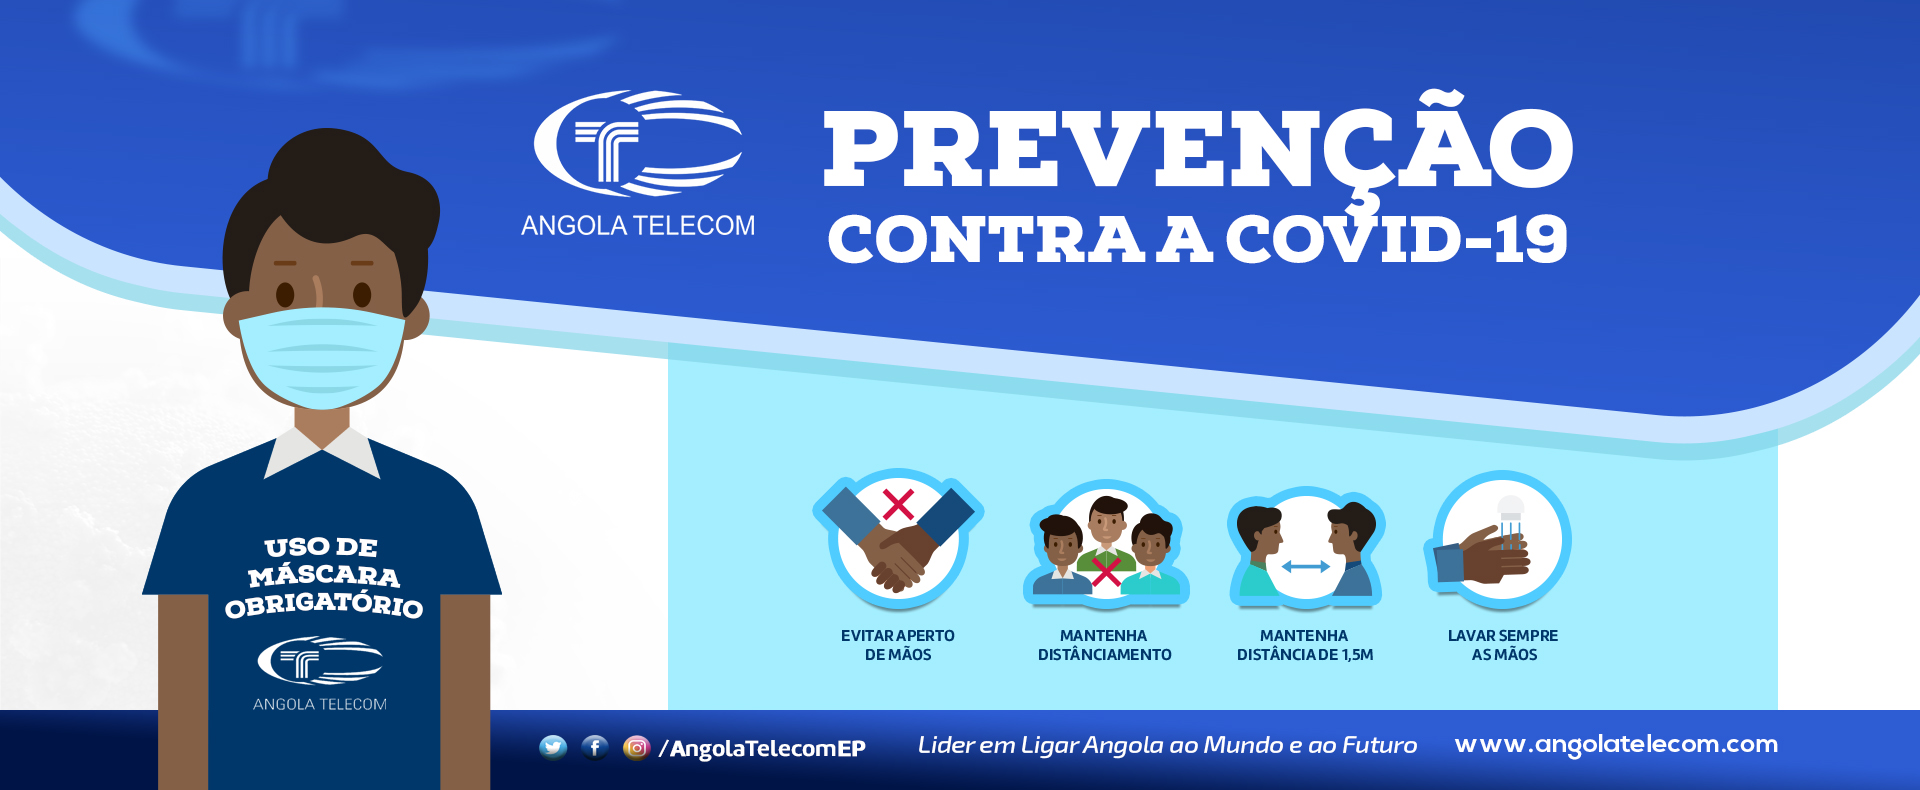 ANGOLA TELECOM
PREVENÇÃO
CONTRA A COVID-19
USO DE
MÁSCARA
OBRIGATÓRIO
ANGOLA TELECOM
EVITAR APERTO
DE MÃOS
MANTENHA
DISTÂNCIAMENTO
MANTENHA
DISTÂNCIA DE 1,5M
LAVAR SEMPRE
AS MÃOS
/AngolaTelecomEP
Lider em Ligar Angola ao Mundo e ao Futuro
www.angolatelecom.com